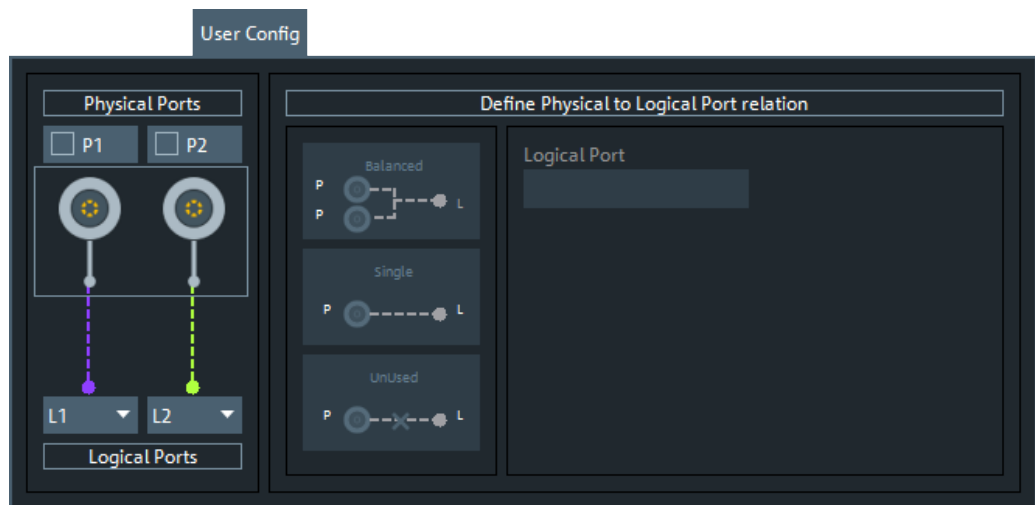 User Config
Physical Ports
P1
P2
L1
L2
Logical Ports
Define Physical to Logical Port relation
Balanced
P
P
L
Single
P
L
UnUsed
P
L
Logical Port